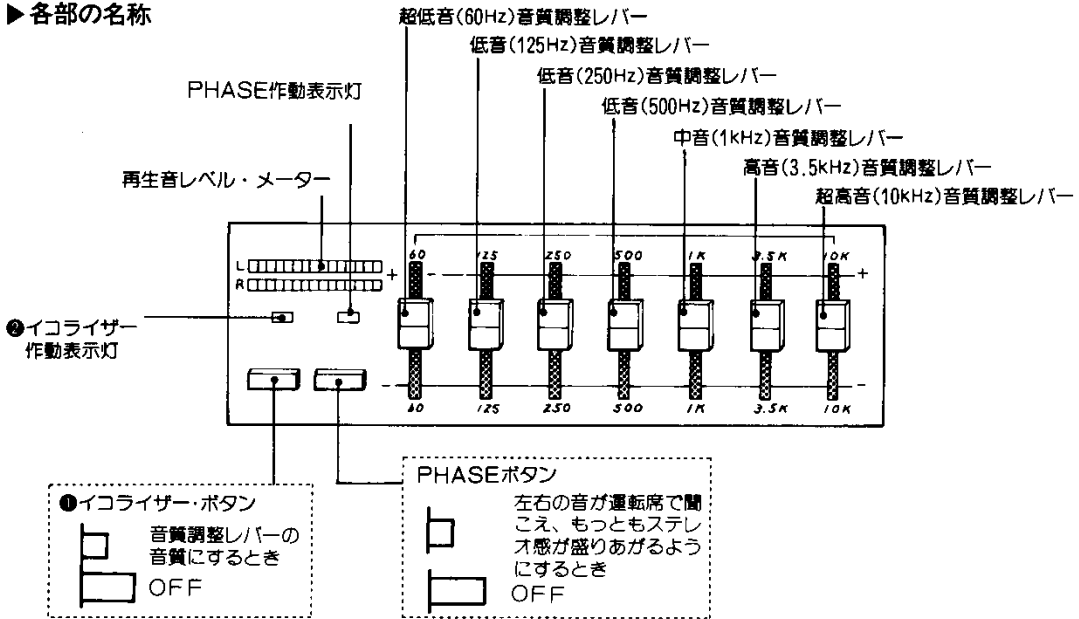 ▶各部の名称
超低音(60Hz)音質調整レバー
低音(125Hz)音質調整レバー
低音(250Hz)音質調整レバー
低音(500Hz)音質調整レバー
中音(1kHz)音質調整レバー
高音(3.5kHz)音質調整レバー
超高音(10kHz)音質調整レバー
PHASE作動表示灯
再生音レベル・メーター
60 125 250 500 1K 3.5K 10K
L + +
R
❷イコライザー
作動表示灯
- -
60 125 250 500 1K 3.5K 10K
❶イコライザー・ボタン
音質調整レバーの
音質にするとき
OFF
PHASEボタン
左右の音が運転席で聞
こえ、もっともステレ
オ感が盛りあがるよう
にするとき
OFF